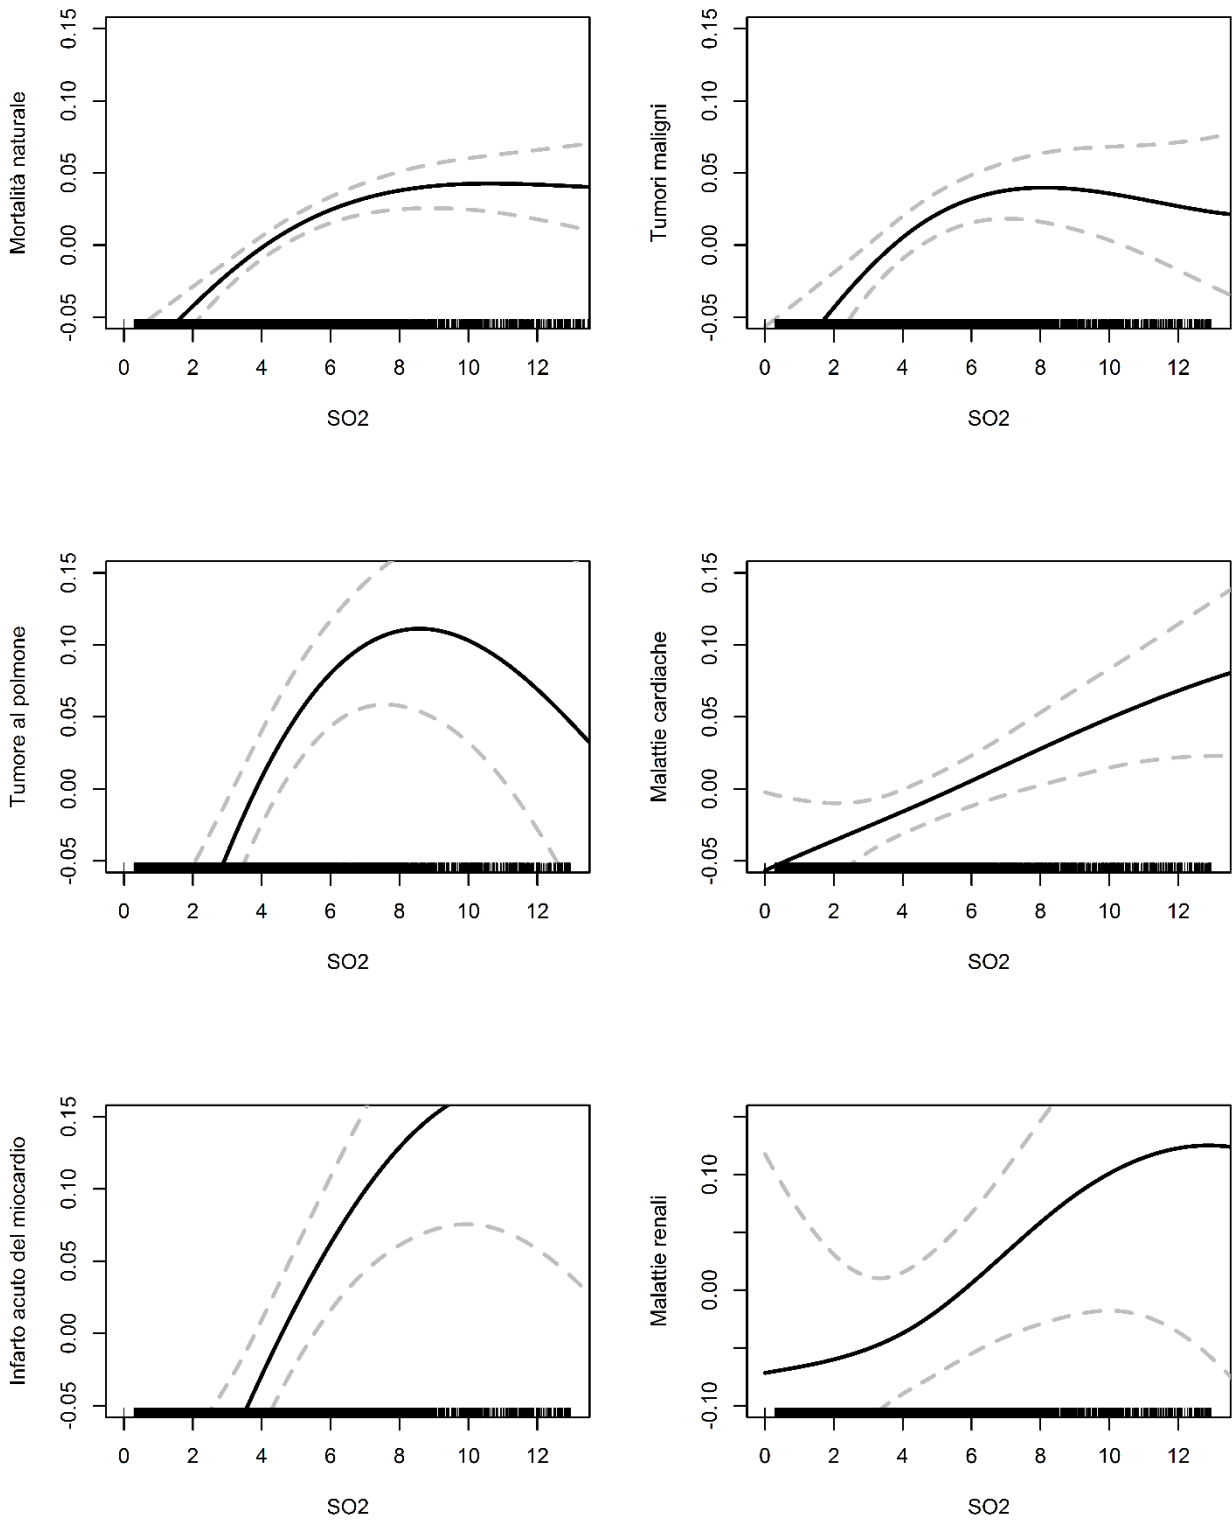 Mortalità naturale
0.15
0.10
0.05
0.00
-0.05
0 2 4 6 8 10 12
SO2
Tumori maligni
0.15
0.10
0.05
0.00
-0.05
0 2 4 6 8 10 12
SO2
Tumore al polmone
0.15
0.10
0.05
0.00
-0.05
0 2 4 6 8 10 12
SO2
Malattie cardiache
0.15
0.10
0.05
0.00
-0.05
0 2 4 6 8 10 12
SO2
Infarto acuto del miocardio
0.15
0.10
0.05
0.00
-0.05
0 2 4 6 8 10 12
SO2
Malattie renali
0.10
0.00
-0.10
0 2 4 6 8 10 12
SO2